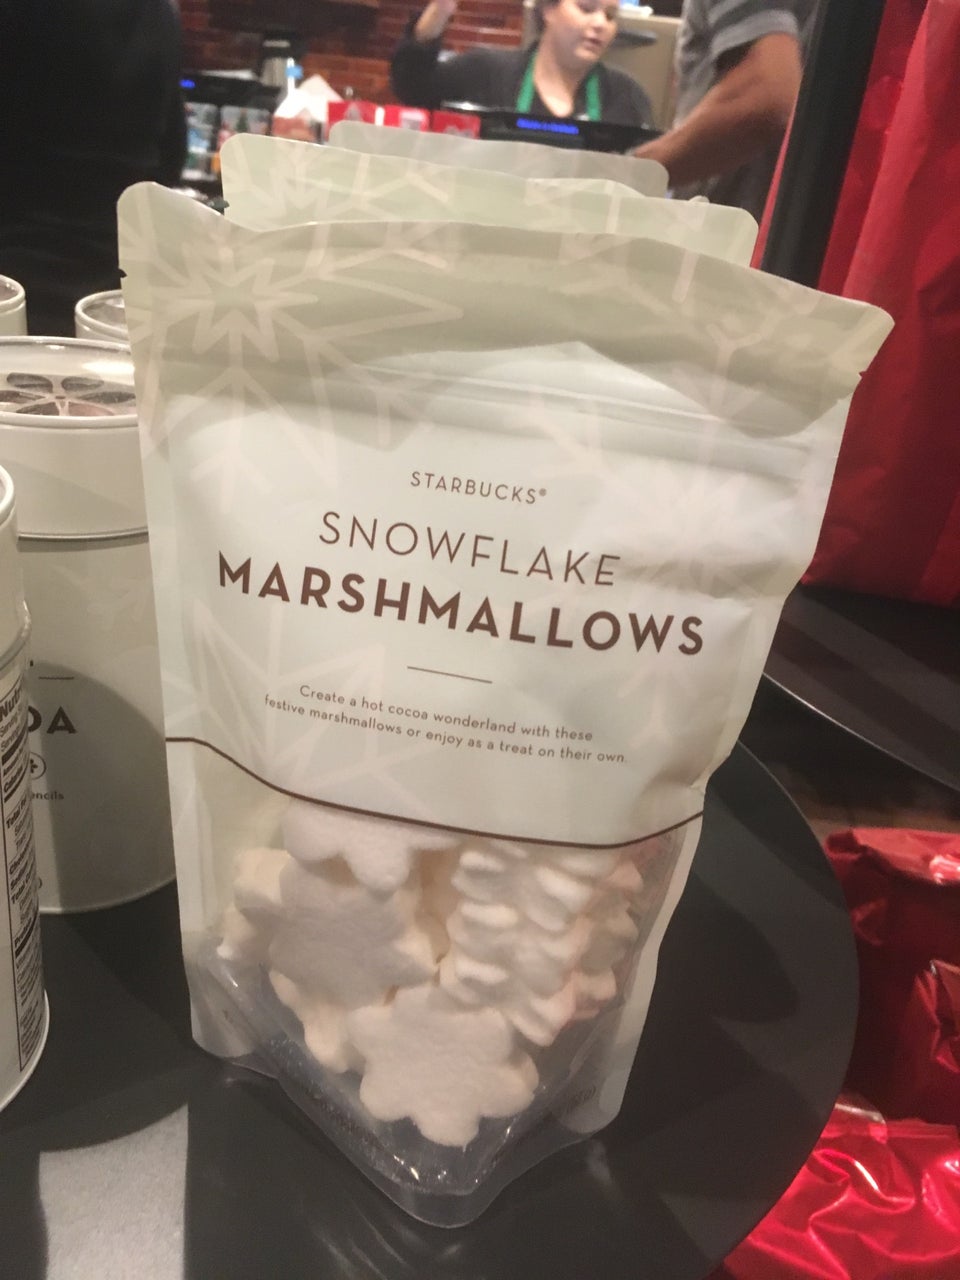 STARBUCKS®
SNOWFLAKE
MARSHMALLOWS
Create a hot cocoa wonderland with these
festive marshmallows or enjoy as a treat on their own.